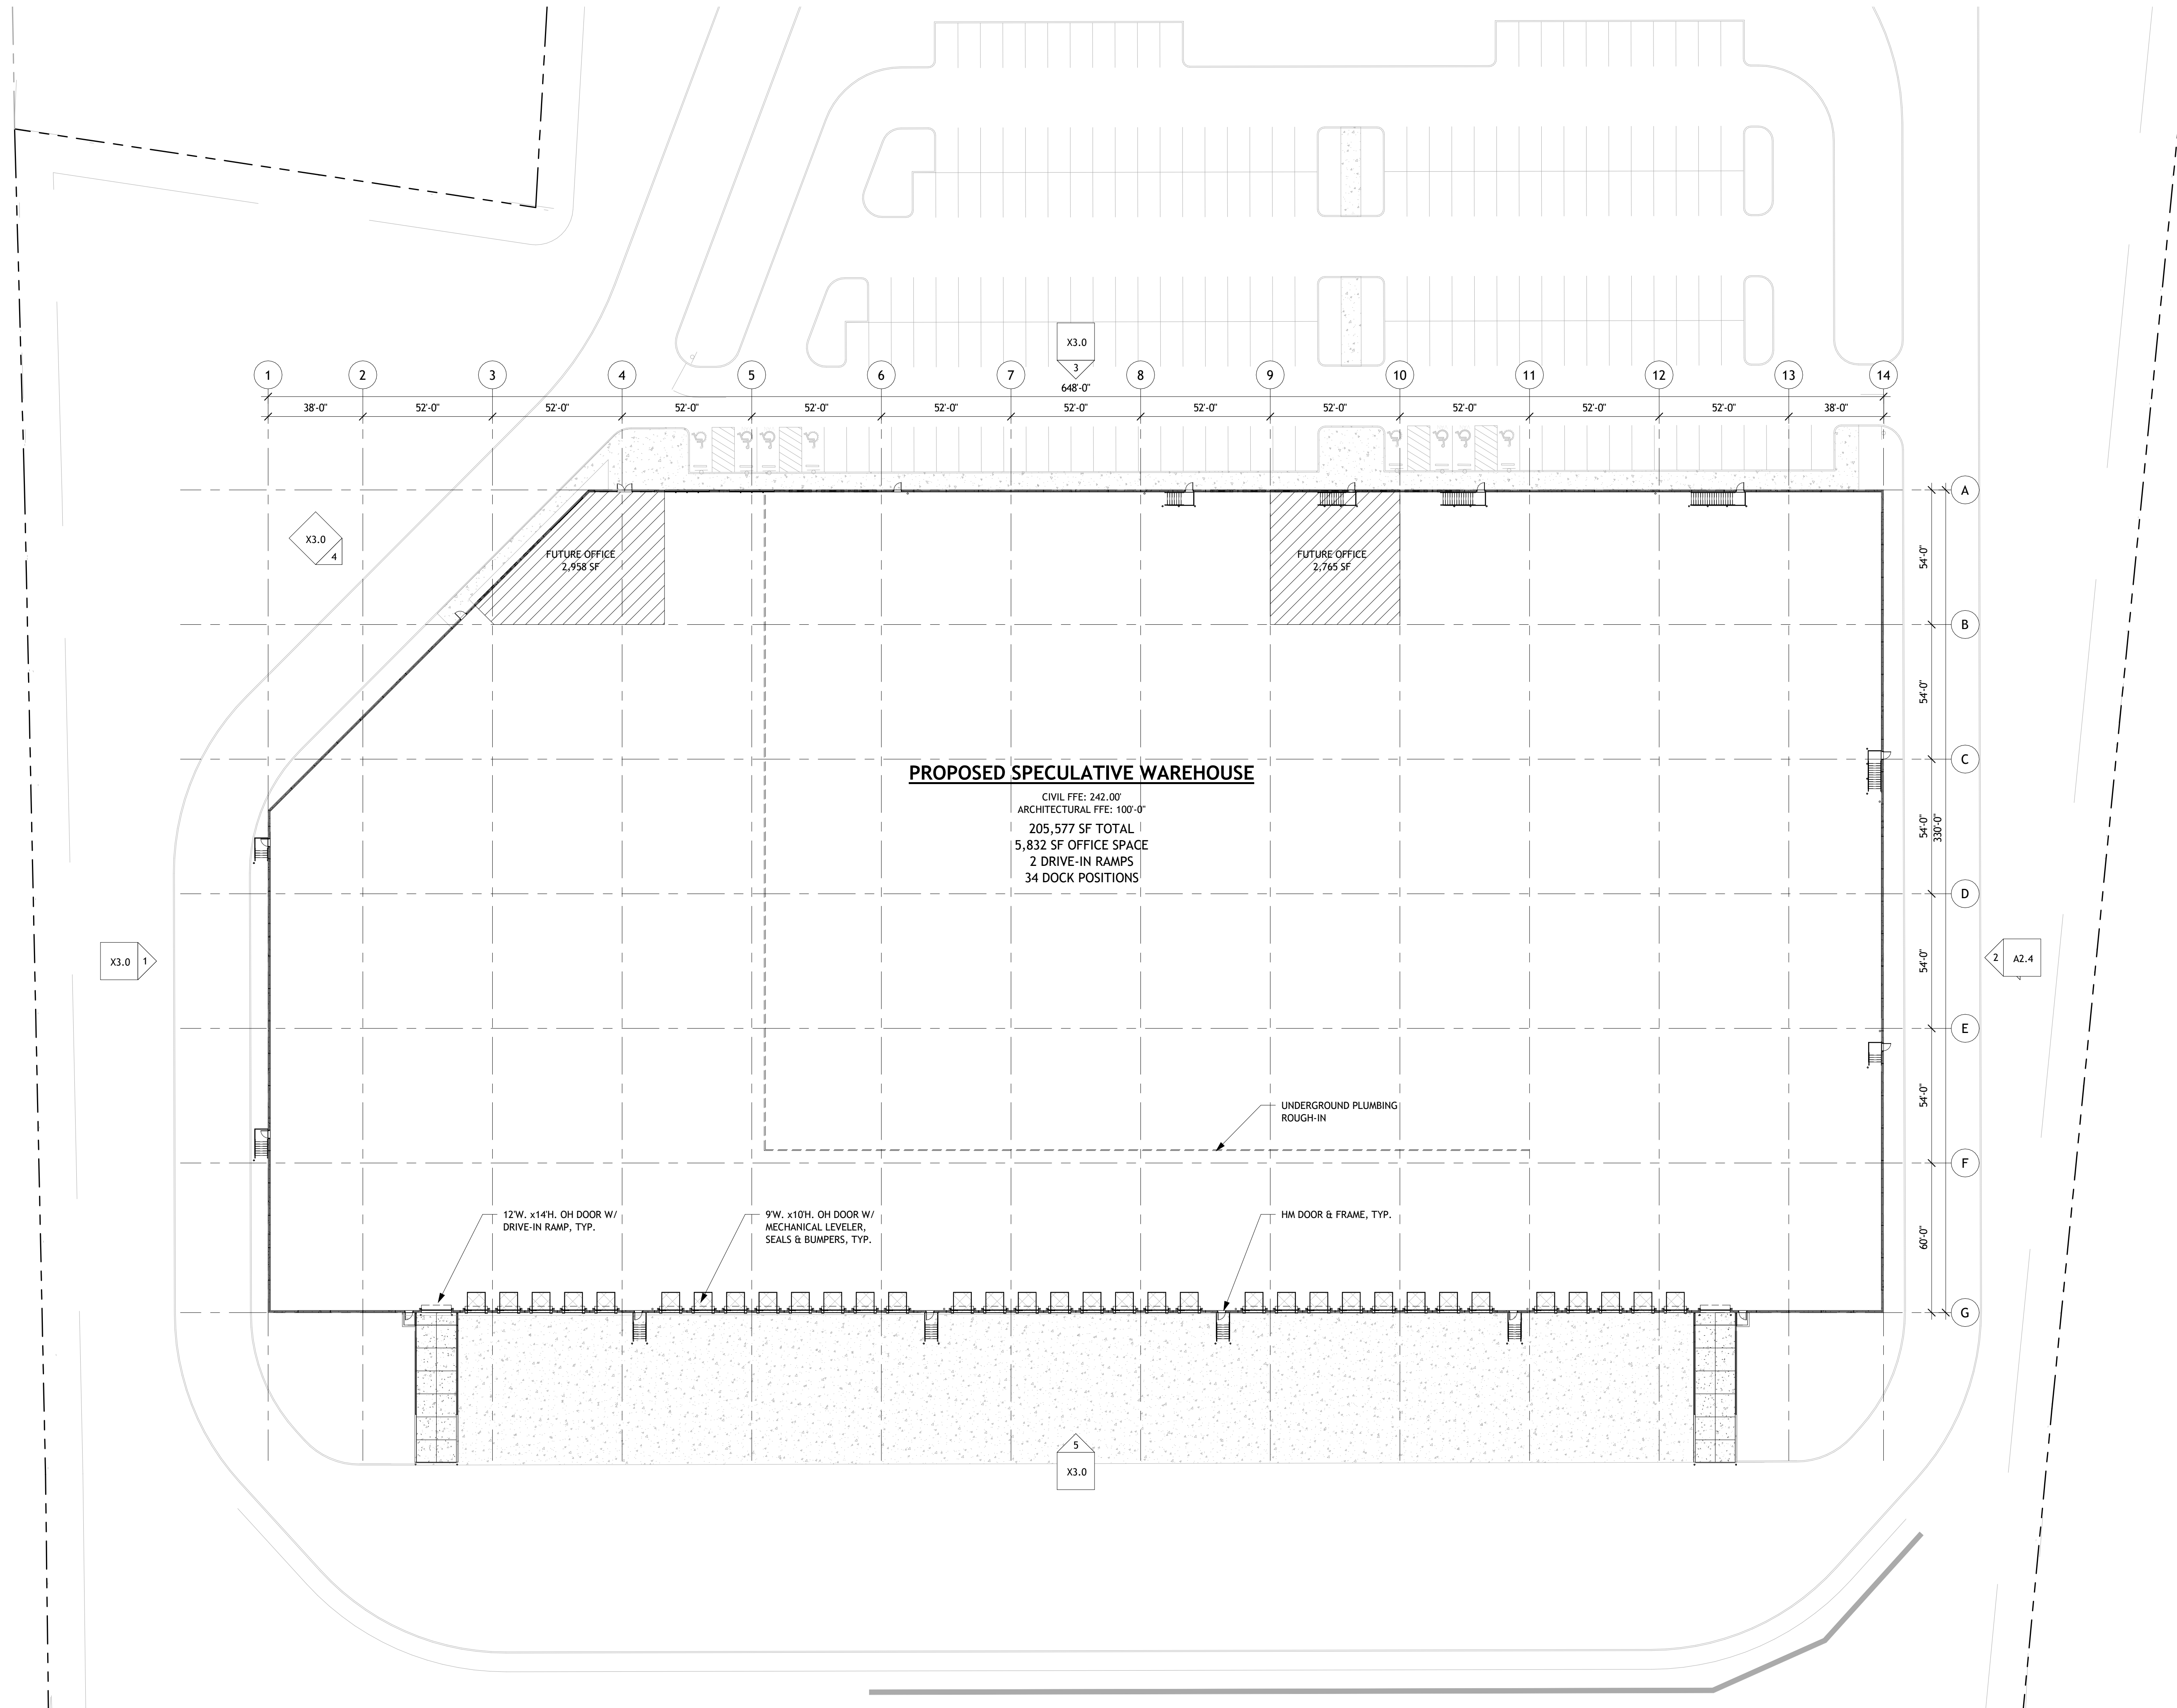 X3.0
3
1
2
3
4
5
6
7
8
9
10
11
12
13
14
648'-0"
38'-0"
52'-0"
52'-0"
52'-0"
52'-0"
52'-0"
52'-0"
52'-0"
52'-0"
52'-0"
52'-0"
52'-0"
38'-0"
A
X3.0
4
FUTURE OFFICE
2,958 SF
FUTURE OFFICE
2,765 SF
54'-0"
B
54'-0"
C
PROPOSED SPECULATIVE WAREHOUSE
CIVIL FFE: 242.00'
ARCHITECTURAL FFE: 100'-0"
205,577 SF TOTAL
5,832 SF OFFICE SPACE
2 DRIVE-IN RAMPS
34 DOCK POSITIONS
54'-0"
330'-0"
D
X3.0
1
54'-0"
2
A2.4
E
UNDERGROUND PLUMBING
ROUGH-IN
54'-0"
F
12'W. x14'H. OH DOOR W/
DRIVE-IN RAMP, TYP.
9'W. x10'H. OH DOOR W/
MECHANICAL LEVELER,
SEALS & BUMPERS, TYP.
HM DOOR & FRAME, TYP.
60'-0"
G
5
X3.0